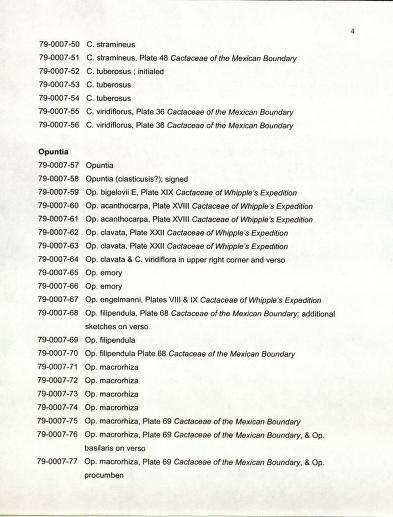 4
79-0007-50 C. stramineus
79-0007-51 C. stramineus, Plate 48 Cactaceae of the Mexican Boundary
79-0007-52 C. tuberosus ; initialed
79-0007-53 C. tuberosus
79-0007-54 C. tuberosus
79-0007-55 C. viridiflorus, Plate 36 Cactaceae of the Mexican Boundary
79-0007-56 C. viridiflorus, Plate 36 Cactaceae of the Mexican Boundary
Opuntia
79-0007-57 Opuntia
79-0007-58 Opuntia (clasticusis?); signed
79-0007-59 Op. bigelovii E, Plate XIX Cactaceae of Whipple's Expedition
79-0007-60 Op. acanthocarpa, Plate XVIII Cactaceae of Whipple's Expedition
79-0007-61 Op. acanthocarpa, Plate XVIII Cactaceae of Whipple's Expedition
79-0007-62 Op. clavata, Plate XXII Cactaceae of Whipple's Expedition
79-0007-63 Op. clavata, Plate XXII Cactaceae of Whipple's Expedition
79-0007-64 Op. clavata & C. viridiflora in upper right corner and verso
79-0007-65 Op. emory
79-0007-66 Op. emory
79-0007-67 Op. engelmanni, Plates VIII & IX Cactaceae of Whipple's Expedition
79-0007-68 Op. filipendula, Plate 68 Cactaceae of the Mexican Boundary; additional
sketches on verso
79-0007-69 Op. filipendula
79-0007-70 Op. filipendula Plate 68 Cactaceae of the Mexican Boundary
79-0007-71 Op. macrorhiza
79-0007-72 Op. macrorhiza
79-0007-73 Op. macrorhiza
79-0007-74 Op. macrorhiza
79-0007-75 Op. macrorhiza, Plate 69 Cactaceae of the Mexican Boundary
79-0007-76 Op. macrorhiza, Plate 69 Cactaceae of the Mexican Boundary, & Op.
basilaris on verso
79-0007-77 Op. macrorhiza, Plate 69 Cactaceae of the Mexican Boundary, & Op.
procumben